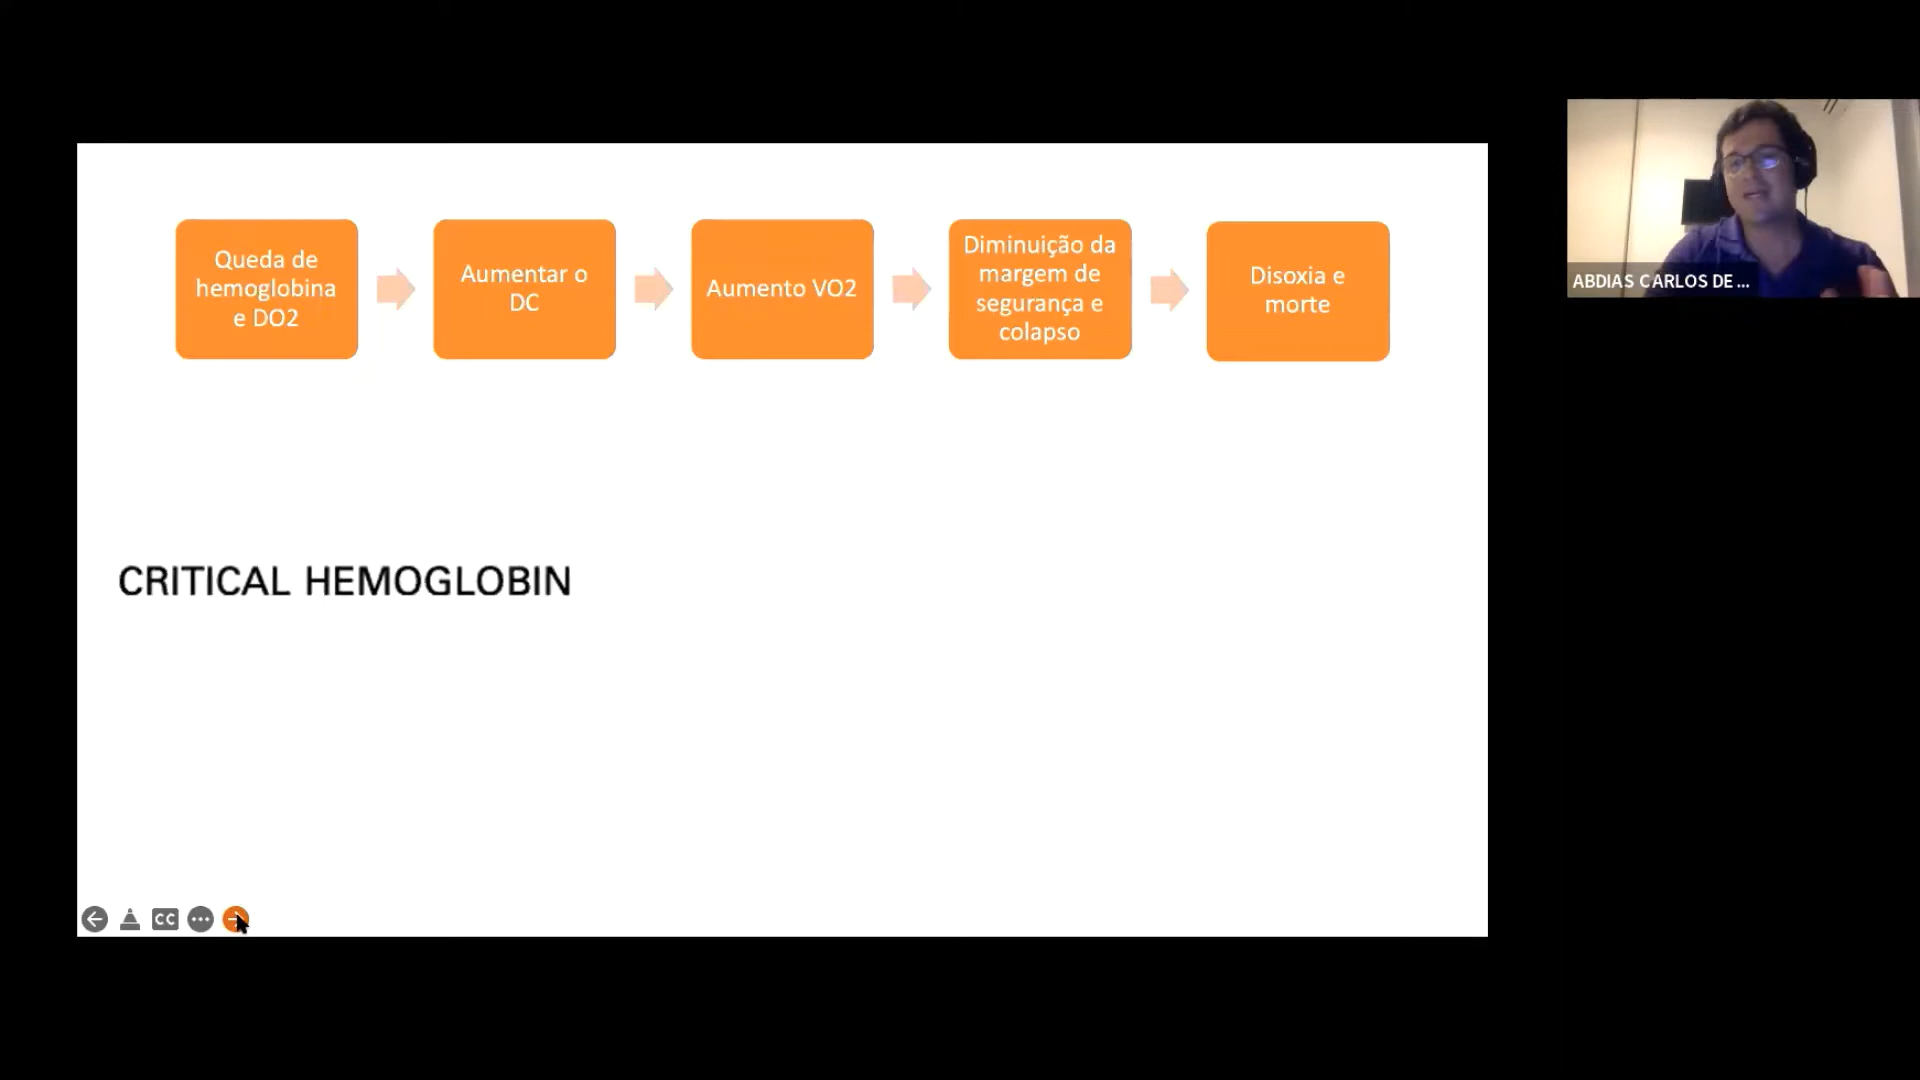 Queda de
hemoglobina
e DO2
Aumentar o
DC
Aumento VO2
Diminuição da
margem de
segurança e
colapso
Disoxia e
morte
ABDIAS CARLOS DE ...
CRITICAL HEMOGLOBIN
CC